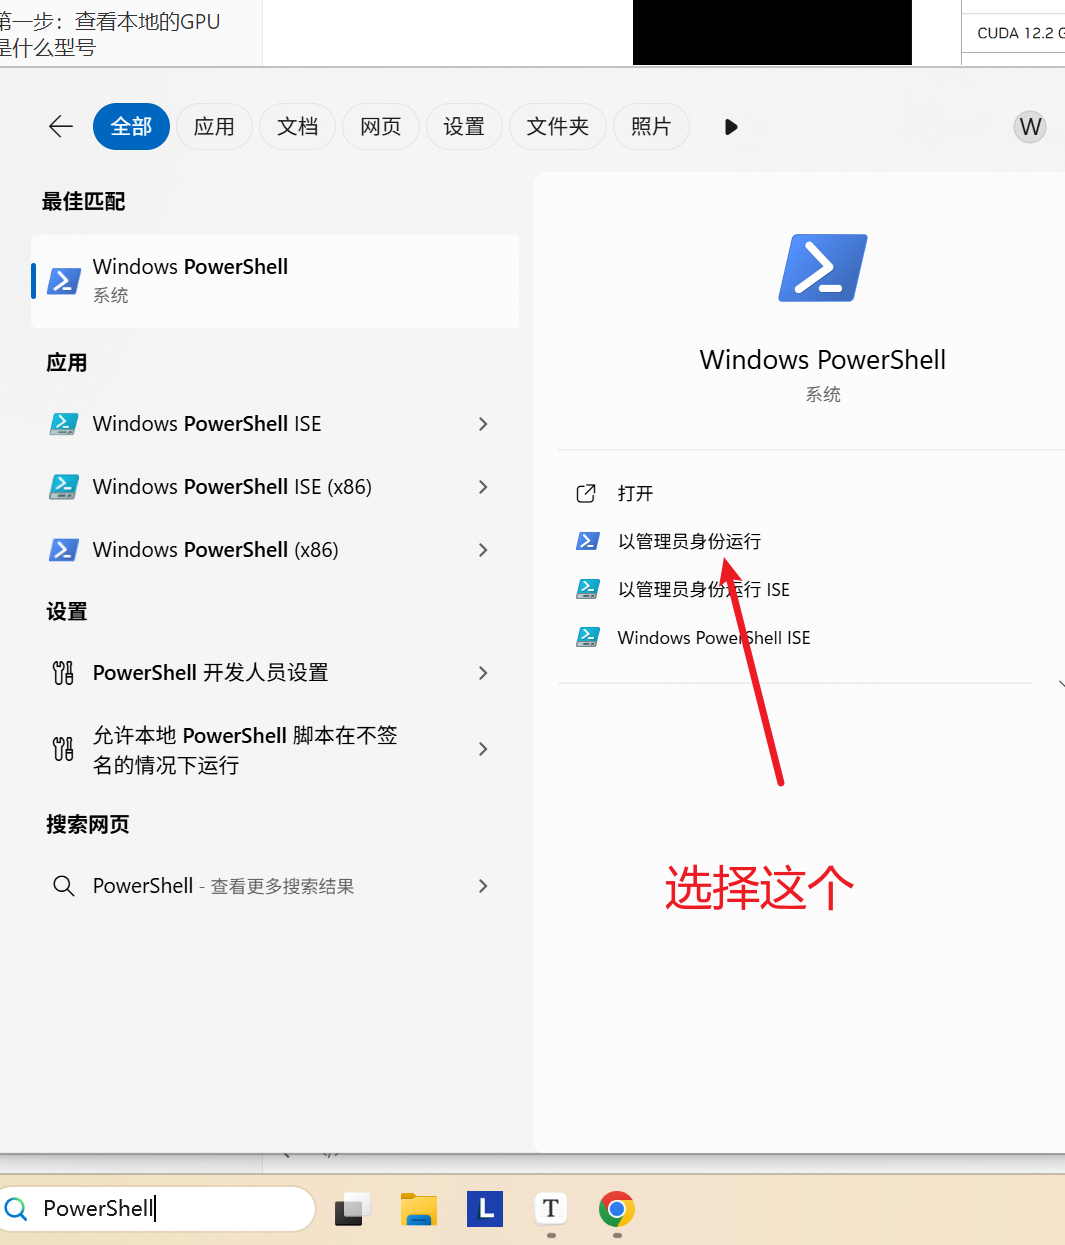 第一步：查看本地的GPU
是什么型号
CUDA 12.2 G
全部
应用
文档
网页
设置
文件夹
照片
W
最佳匹配
Windows PowerShell
系统
应用
Windows PowerShell ISE
Windows PowerShell ISE (x86)
Windows PowerShell (x86)
设置
PowerShell 开发人员设置
允许本地 PowerShell 脚本在不签
名的情况下运行
搜索网页
PowerShell - 查看更多搜索结果
Windows PowerShell
系统
打开
以管理员身份运行
以管理员身份运行 ISE
Windows PowerShell ISE
选择这个
PowerShell
L
T